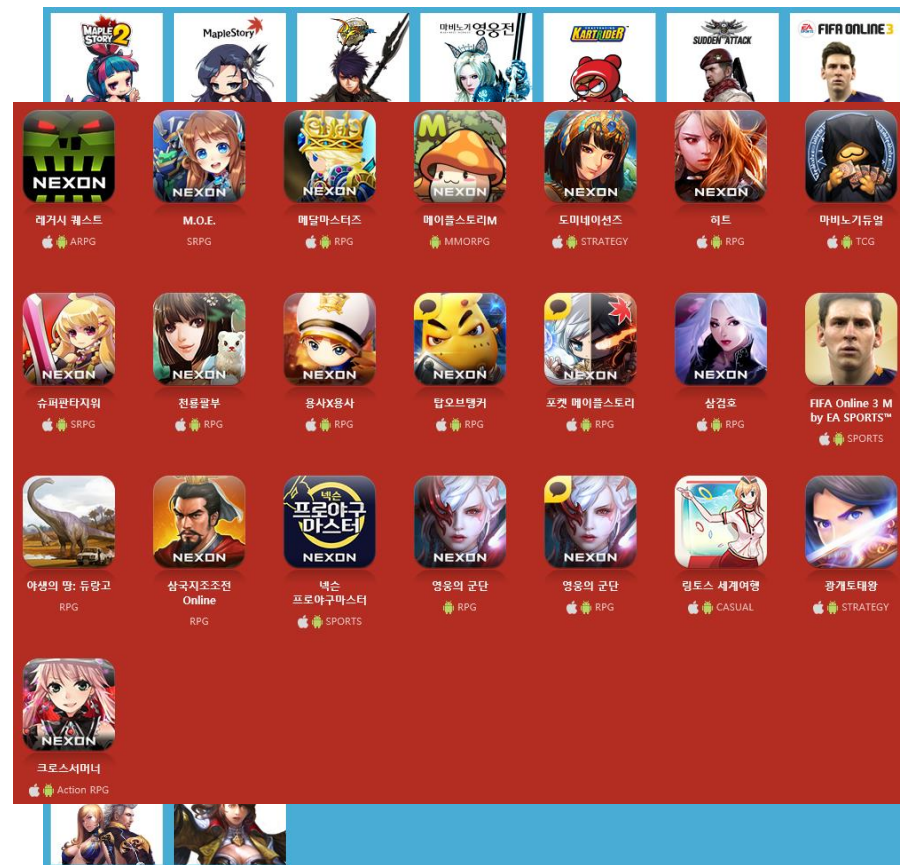 MAPLE STORY 2
MapleStory
마비노기 영웅전
KARTRIDER
SUDDEN ATTACK
EA SPORTS FIFA ONLINE 3
NEXON NEXON NEXON M NEXON NEXON
레거시 퀘스트 M.O.E. 메달마스터즈 메이플스토리M 도미네이션즈 히트 마비노기듀얼
ARPG SRPG RPG MMORPG STRATEGY RPG TCG
NEXON NEXON NEXON NEXON NEXON NEXON
슈퍼판타지워 천룡팔부 용사X용사 탑오브탱커 포켓 메이플스토리 삼검호 FIFA Online 3 M
by EA SPORTS™
SRPG RPG RPG RPG RPG RPG SPORTS
넥슨
프로야구
마스터
NEXON NEXON NEXON NEXON
야생의 땅: 듀랑고 삼국지조조전 넥슨 영웅의 군단 영웅의 군단 링토스 세계여행 광개토태왕
Online 프로야구마스터
RPG RPG SPORTS RPG RPG CASUAL STRATEGY
NEXON
크로스서머너
Action RPG